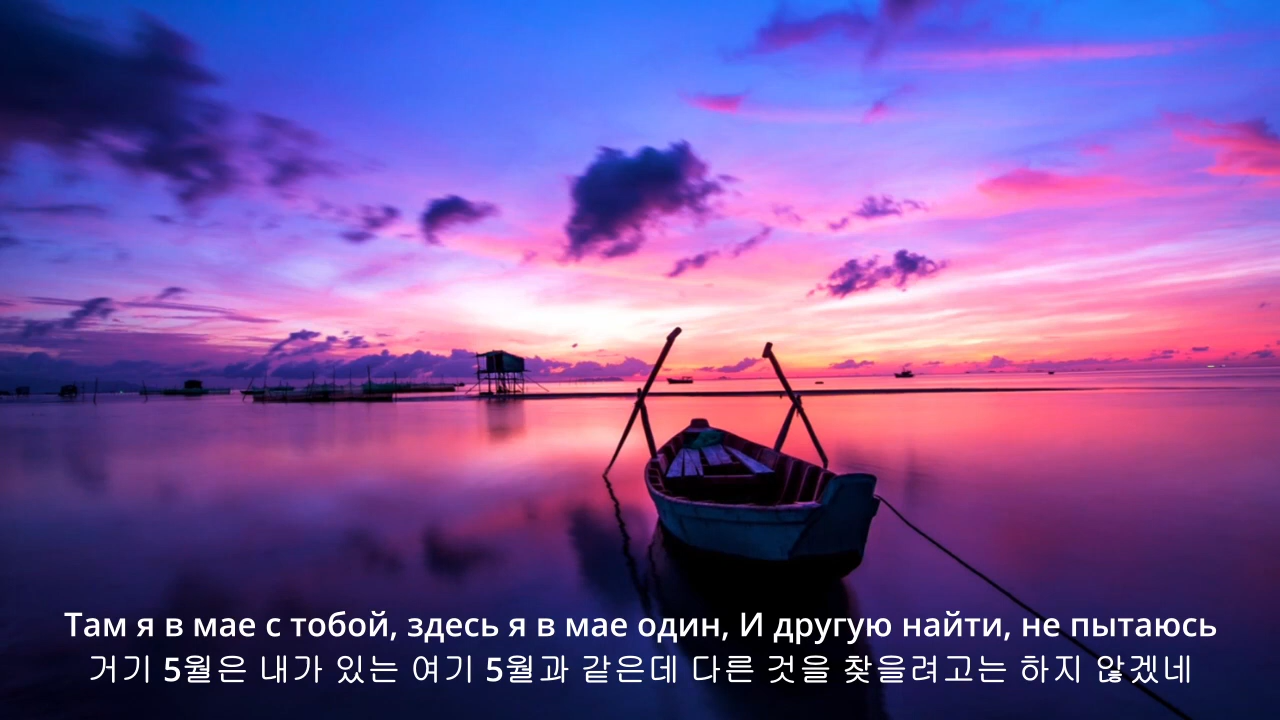 Там я в мае с тобой, здесь я в мае один, И другую найти, не пытаюсь
거기 5월은 내가 있는 여기 5월과 같은데 다른 것을 찾을려고는 하지 않겠네